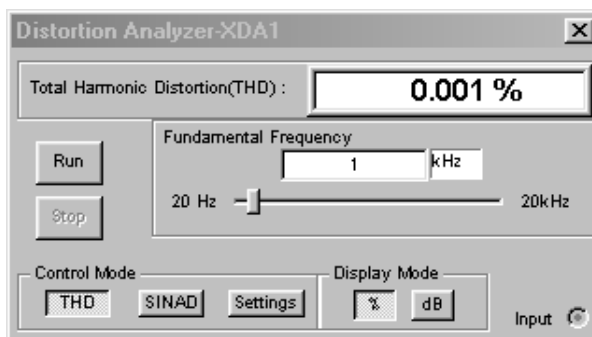 Distortion Analyzer-XDA1
Total Harmonic Distortion(THD) : 0.001 %
Fundamental Frequency
Run
1 kHz
Stop
20 Hz 20kHz
Control Mode
Display Mode
THD SINAD Settings
% dB
Input